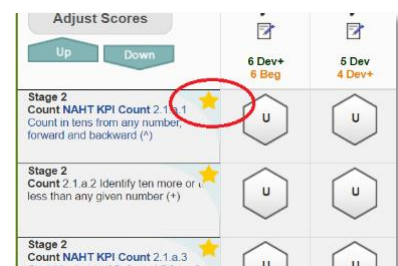 Adjust Scores
Up Down
6 Dev+ 5 Dev
6 Beg 4 Dev+
Stage 2
Count NAHT KPI Count 2.1.a.1
Count in tens from any number,
forward and backward (^)
U U
Stage 2
Count 2.1.a.2 Identify ten more or
less than any given number (+)
U U
Stage 2
Count NAHT KPI Count 2.1.a.3
U U